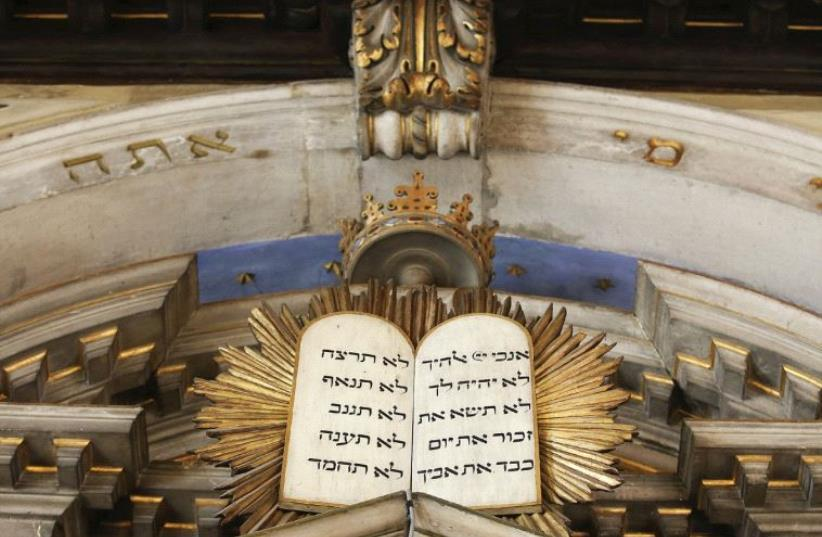 אתה
מ
אנכי יי אלהיך
לא יהיה לך
לא תשא את
זכור את יום
כבד את אביך
לא תרצח
לא תנאף
לא תגנב
לא תענה
לא תחמד